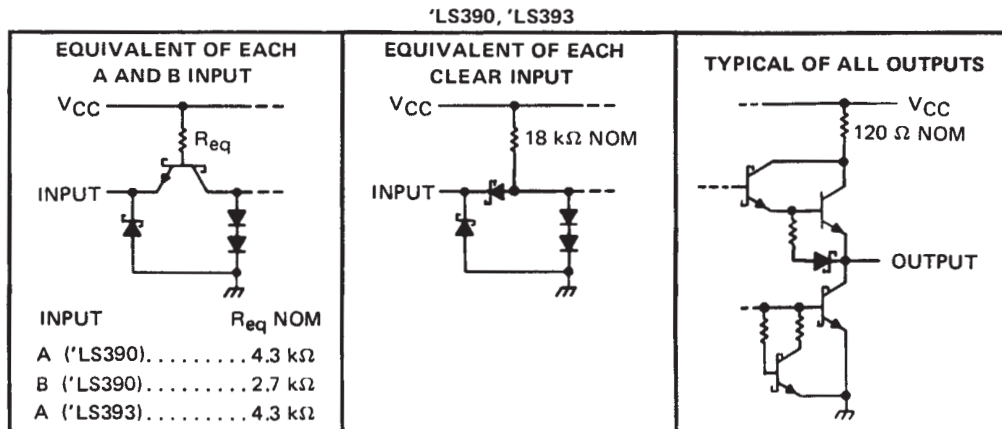 'LS390, 'LS393
EQUIVALENT OF EACH
A AND B INPUT
VCC
Req
INPUT
INPUT Req NOM
A ('LS390).........4.3 kΩ
B ('LS390).........2.7 kΩ
A ('LS393).........4.3 kΩ
EQUIVALENT OF EACH
CLEAR INPUT
VCC
18 kΩ NOM
INPUT
TYPICAL OF ALL OUTPUTS
VCC
120 Ω NOM
OUTPUT